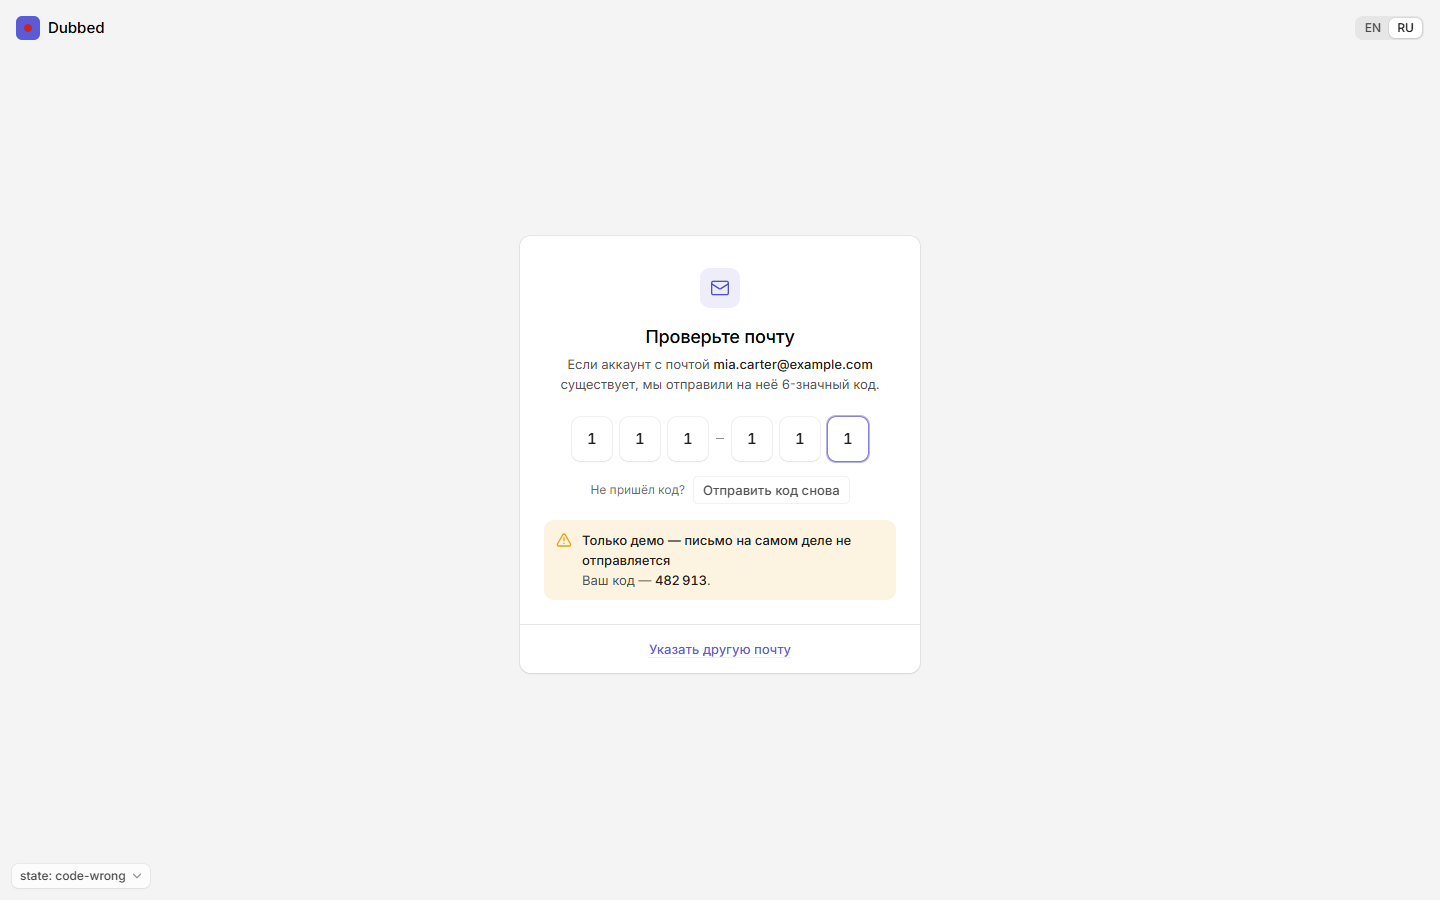 Dubbed
EN RU
Проверьте почту
Если аккаунт с почтой mia.carter@example.com
существует, мы отправили на неё 6-значный код.
1 1 1 – 1 1 1
Не пришёл код? Отправить код снова
Только демо — письмо на самом деле не
отправляется
Ваш код — 482 913.
Указать другую почту
state: code-wrong